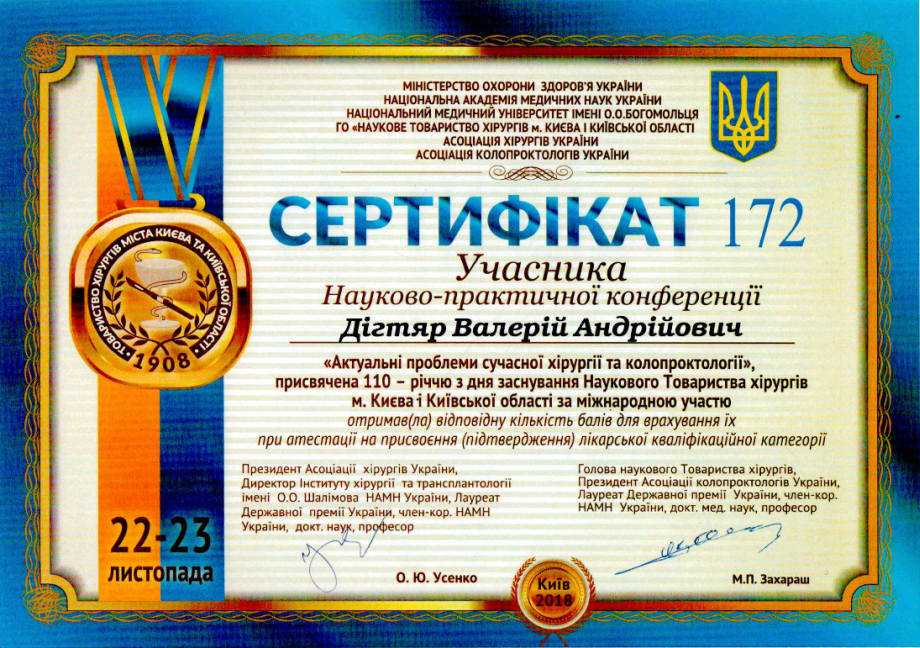 МІНІСТЕРСТВО ОХОРОНИ ЗДОРОВ'Я УКРАЇНИ
НАЦІОНАЛЬНА АКАДЕМІЯ МЕДИЧНИХ НАУК УКРАЇНИ
НАЦІОНАЛЬНИЙ МЕДИЧНИЙ УНІВЕРСИТЕТ ІМЕНІ О.О.БОГОМОЛЬЦЯ
ГО «НАУКОВЕ ТОВАРИСТВО ХІРУРГІВ м. КИЄВА І КИЇВСЬКОЇ ОБЛАСТІ
АСОЦІАЦІЯ ХІРУРГІВ УКРАЇНИ
АСОЦІАЦІЯ КОЛОПРОКТОЛОГІВ УКРАЇНИ
СЕРТИФІКАТ 172
Учасника
Науково-практичної конференції
Дігтяр Валерій Андрійович
«Актуальні проблеми сучасної хірургії та колопроктології»,
присвячена 110 – річчю з дня заснування Наукового Товариства хірургів
м. Києва і Київської області за міжнародною участю
отримав(ла) відповідну кількість балів для врахування їх
при атестації на присвоєння (підтвердження) лікарської кваліфікаційної категорії
Президент Асоціації хірургів України,
Директор Інституту хірургії та трансплантології
імені О.О. Шалімова НАМН України, Лауреат
Державної премії України, член-кор. НАМН
України, докт. наук, професор
О. Ю. Усенко
Голова наукового Товариства хірургів,
Президент Асоціації колопроктологів України,
Лауреат Державної премії України, член-кор.
НАМН України, докт. мед. наук, професор
М.П. Захараш
ТОВАРИСТВО ХІРУРГІВ МІСТА КИЄВА ТА КИЇВСЬКОЇ ОБЛАСТІ
1908
22-23
листопада
Київ
2018